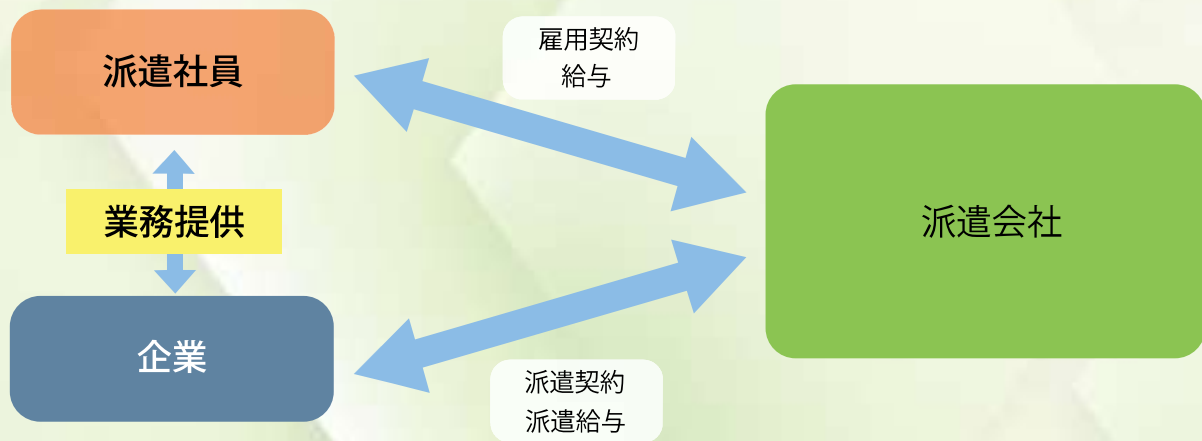 派遣社員
雇用契約
給与
業務提供
派遣会社
企業
派遣契約
派遣給与